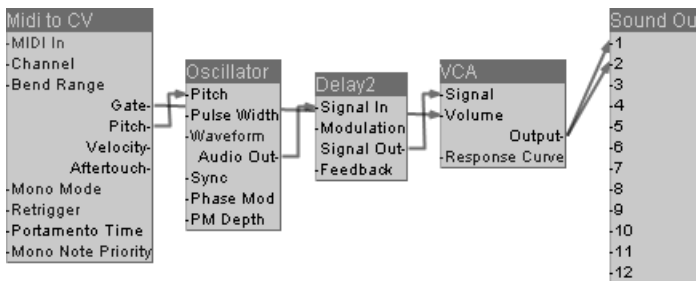 Midi to CV
-MIDI In
-Channel
-Bend Range
Gate-
Pitch-
Velocity-
Aftertouch-
-Mono Mode
-Retrigger
-Portamento Time
-Mono Note Priority
Oscillator
-Pitch
-Pulse Width
-Waveform
Audio Out-
-Sync
-Phase Mod
-PM Depth
Delay2
-Signal In
-Modulation
Signal Out-
-Feedback
VCA
-Signal
-Volume
Output-
-Response Curve
Sound Ou
-1
-2
-3
-4
-5
-6
-7
-8
-9
-10
-11
-12